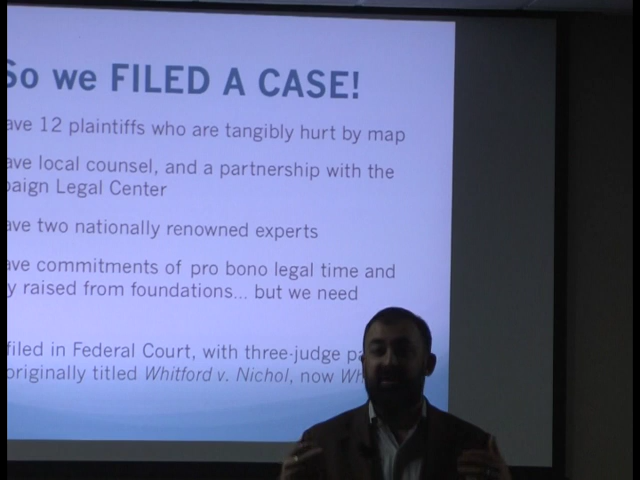 So we FILED A CASE!
ave 12 plaintiffs who are tangibly hurt by map
ave local counsel, and a partnership with the
paign Legal Center
ave two nationally renowned experts
ave commitments of pro bono legal time and
y raised from foundations... but we need
filed in Federal Court, with three-judge pa
originally titled Whitford v. Nichol, now Wh